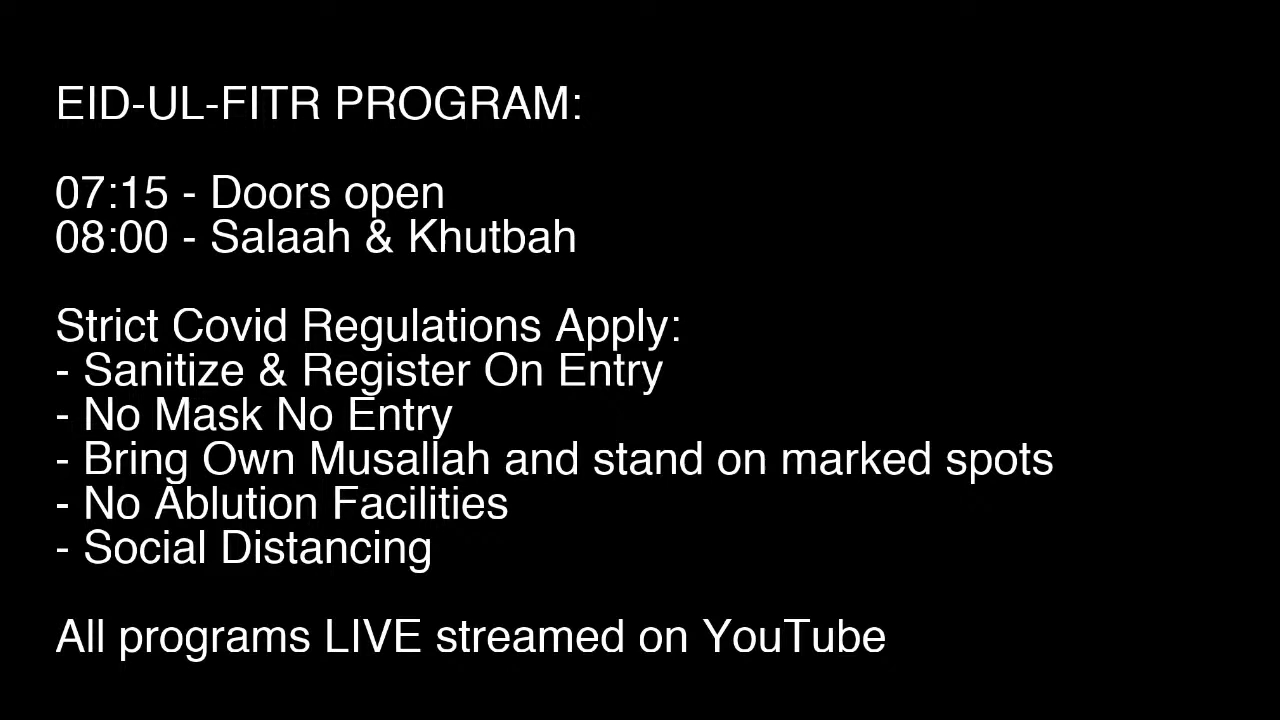 EID-UL-FITR PROGRAM:
07:15 - Doors open
08:00 - Salaah & Khutbah
Strict Covid Regulations Apply:
- Sanitize & Register On Entry
- No Mask No Entry
- Bring Own Musallah and stand on marked spots
- No Ablution Facilities
- Social Distancing
All programs LIVE streamed on YouTube